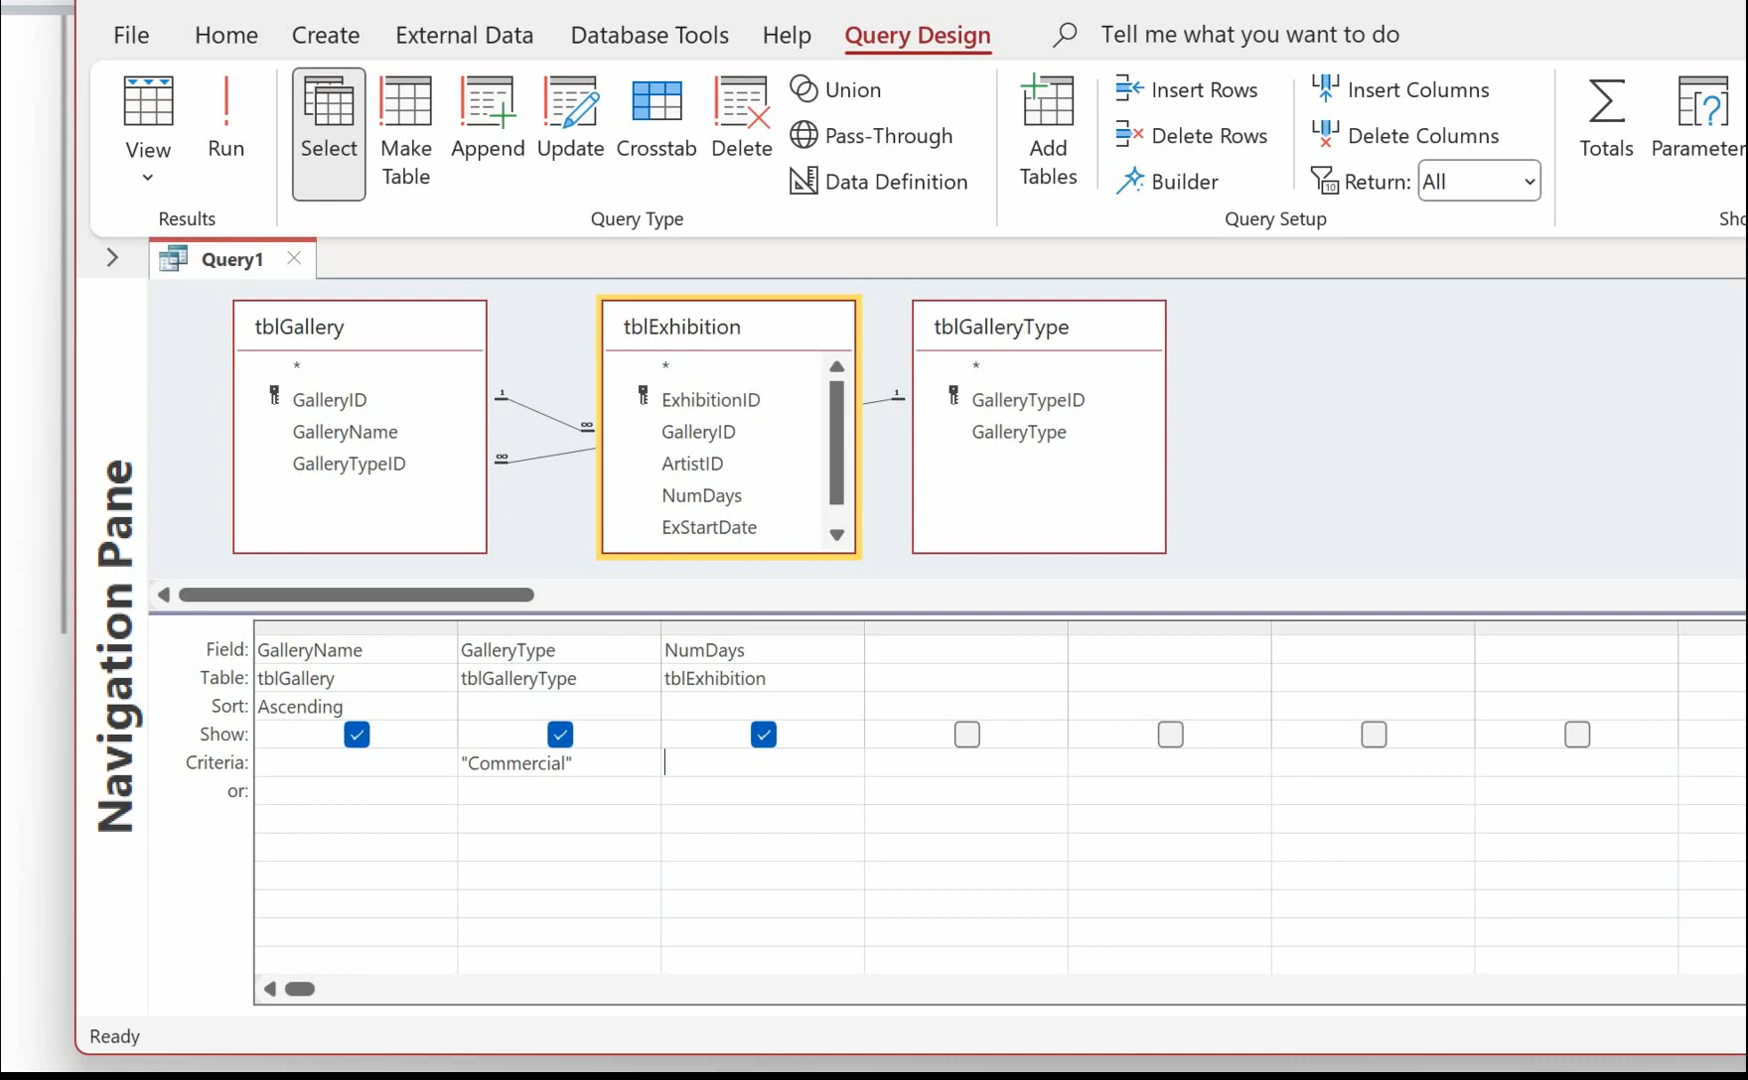 File Home Create External Data Database Tools Help Query Design Tell me what you want to do
View
Run
Results
Select
Make
Table
Append
Update
Crosstab
Delete
Union
Pass-Through
Data Definition
Query Type
Add
Tables
Insert Rows
Delete Rows
Builder
Insert Columns
Delete Columns
10 Return: All
Query Setup
Totals
Parameter
Sho
Query1
Navigation Pane
tblGallery
*
GalleryID
GalleryName
GalleryTypeID
1
∞
∞
tblExhibition
*
ExhibitionID
GalleryID
ArtistID
NumDays
ExStartDate
1
tblGalleryType
*
GalleryTypeID
GalleryType
Field: GalleryName GalleryType NumDays
Table: tblGallery tblGalleryType tblExhibition
Sort: Ascending
Show:
Criteria: "Commercial"
or:
Ready